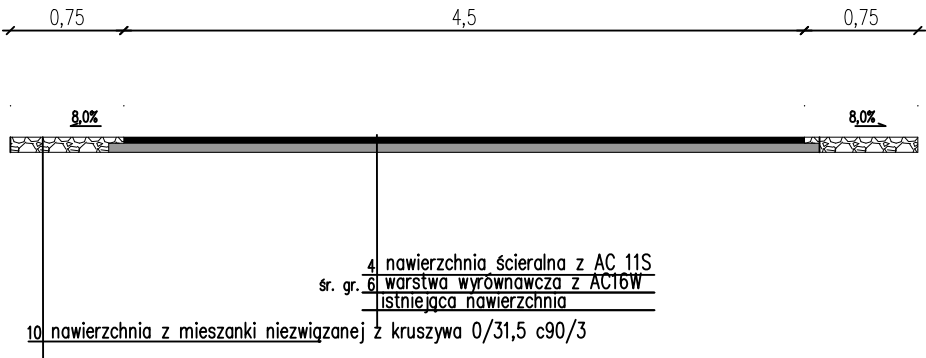 0,75 4,5 0,75
8,0% 8,0%
4 nawierzchnia ścieralna z AC 11S
śr. gr. 6 warstwa wyrównawcza z AC16W
istniejąca nawierzchnia
10 nawierzchnia z mieszanki niezwiązanej z kruszywa 0/31,5 c90/3